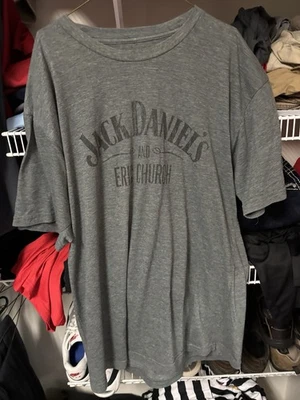 JACK DANIEL'S
AND
ERIC CHURCH